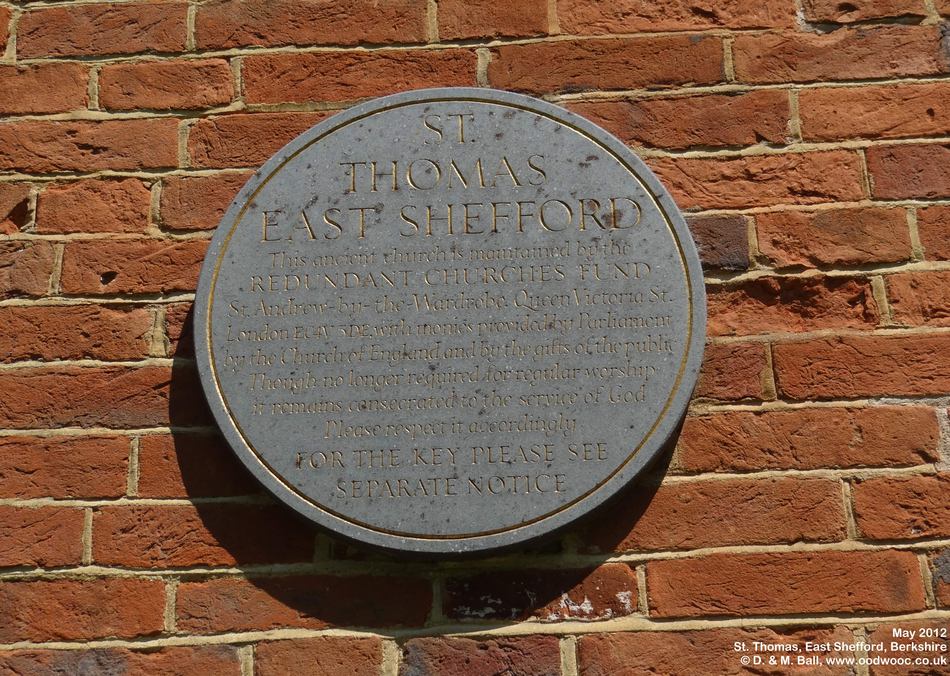 ST.
THOMAS
EAST SHEFFORD
This ancient church is maintained by the
REDUNDANT CHURCHES FUND
St. Andrew-by-the-Wardrobe. Queen Victoria St.
London EC4V 5DE, with monies provided by Parliament
by the Church of England and by the gifts of the public
Though no longer required for regular worship
it remains consecrated to the service of God
Please respect it accordingly
FOR THE KEY PLEASE SEE
SEPARATE NOTICE
May 2012
St. Thomas, East Shefford, Berkshire
© D. & M. Ball, www.oodwooc.co.uk